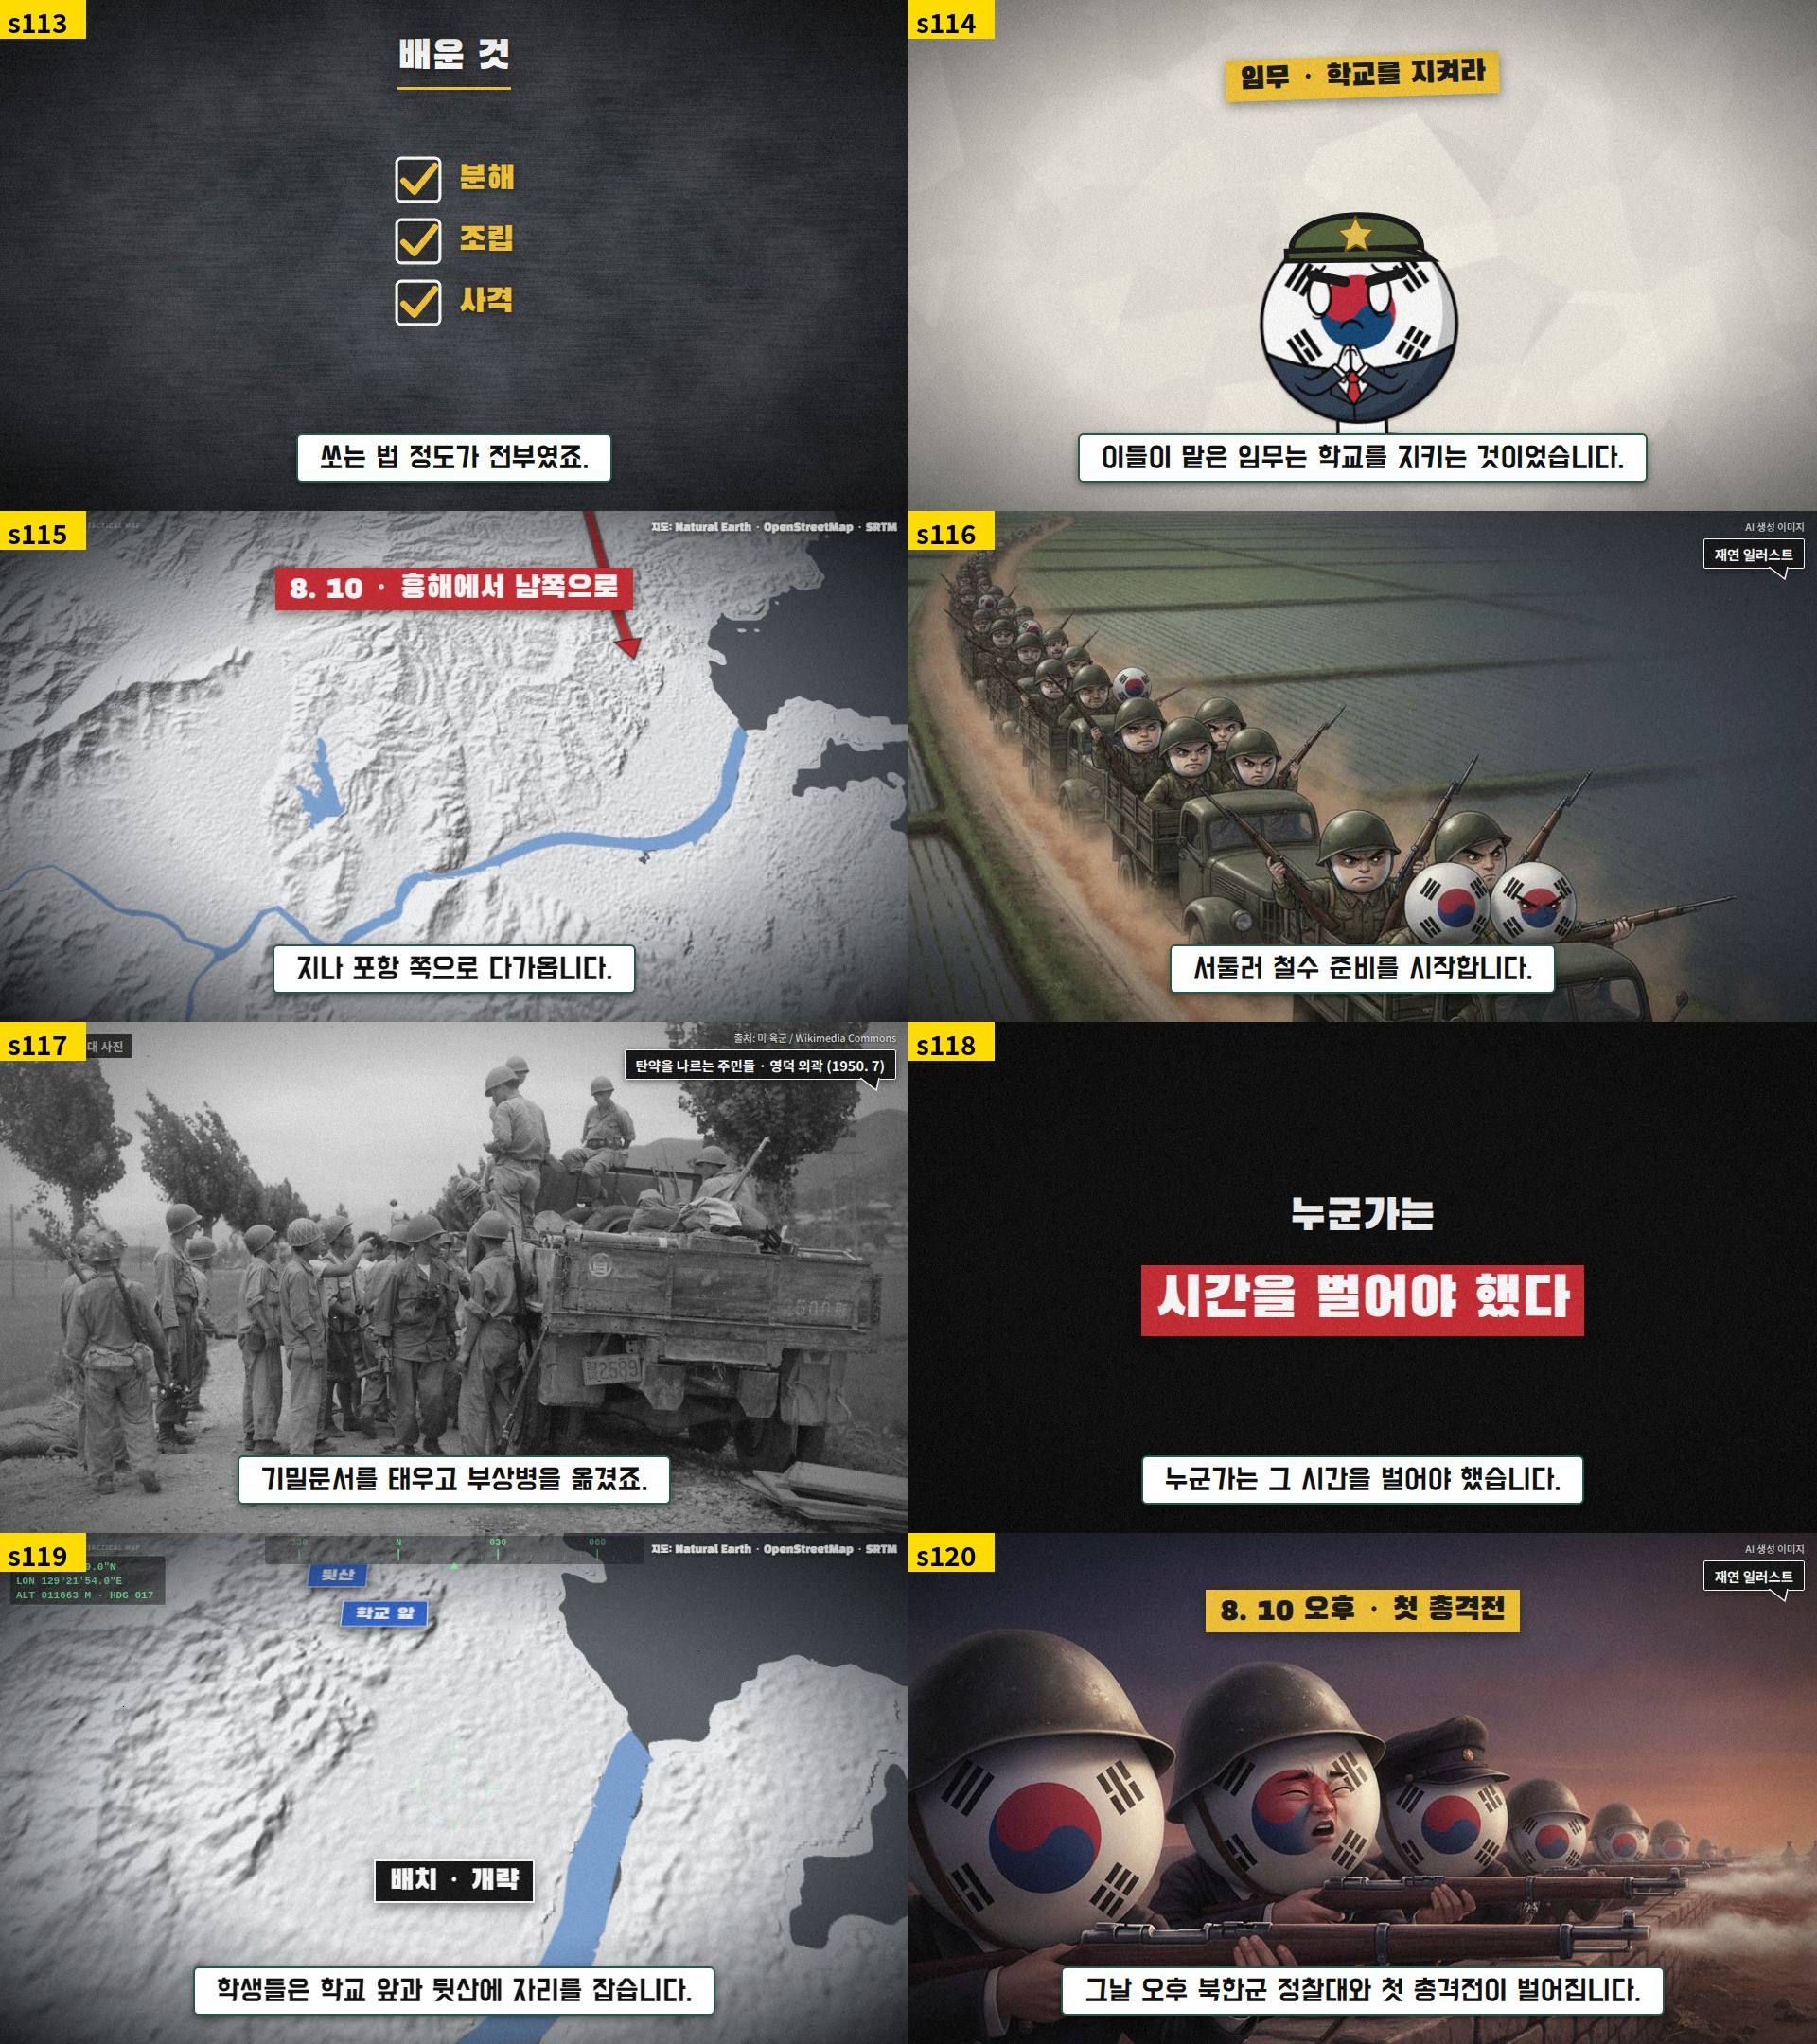 s113
배운 것
분해
조립
사격
쏘는 법 정도가 전부였죠.
s114
임무 · 학교를 지켜라
이들이 맡은 임무는 학교를 지키는 것이었습니다.
s115
TACTICAL MAP
지도: Natural Earth · OpenStreetMap · SRTM
8. 10 · 흥해에서 남쪽으로
지나 포항 쪽으로 다가옵니다.
s116
AI 생성 이미지
재연 일러스트
서둘러 철수 준비를 시작합니다.
s117
대 사진
출처: 미 육군 / Wikimedia Commons
탄약을 나르는 주민들 · 영덕 외곽 (1950. 7)
2589
기밀문서를 태우고 부상병을 옮겼죠.
s118
누군가는
시간을 벌어야 했다
누군가는 그 시간을 벌어야 했습니다.
s119
TACTICAL MAP
330 N 030 060
지도: Natural Earth · OpenStreetMap · SRTM
0.0"N
LON 129°21'54.0"E
ALT 011663 M · HDG 017
뒷산
학교 앞
배치 · 개략
학생들은 학교 앞과 뒷산에 자리를 잡습니다.
s120
AI 생성 이미지
재연 일러스트
8. 10 오후 · 첫 총격전
그날 오후 북한군 정찰대와 첫 총격전이 벌어집니다.